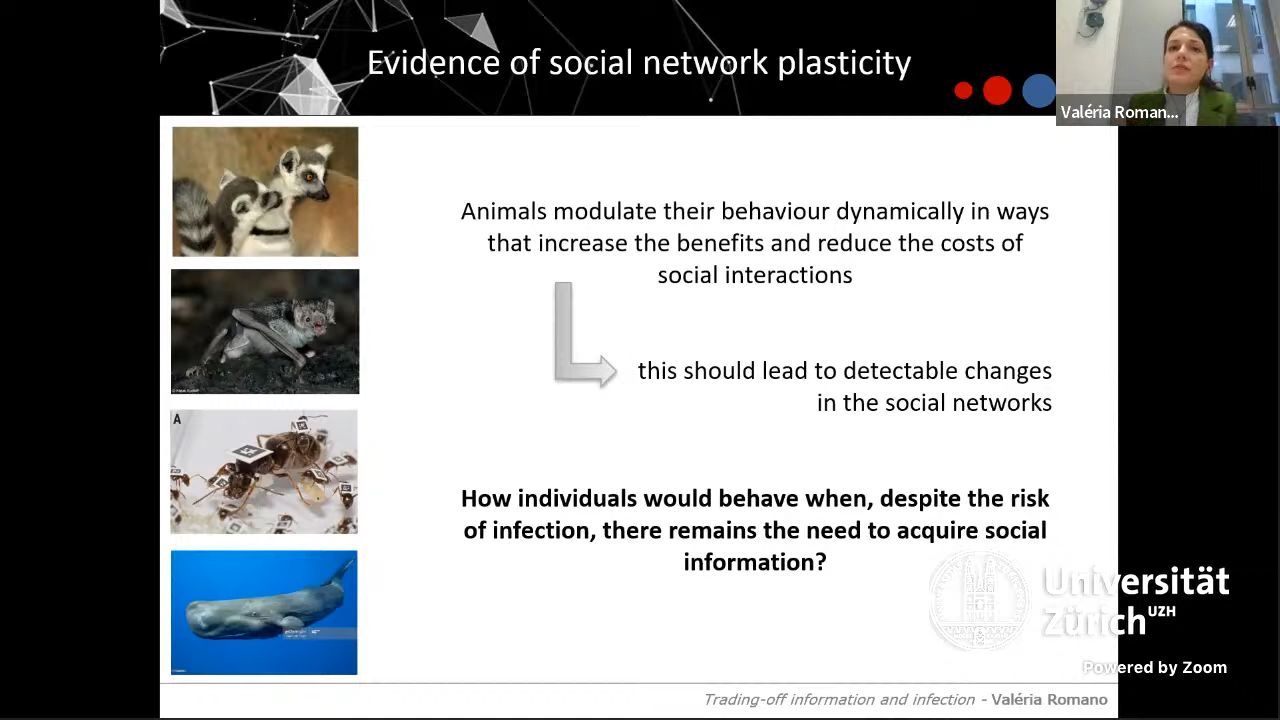 Evidence of social network plasticity
Valéria Roman...
Animals modulate their behaviour dynamically in ways
that increase the benefits and reduce the costs of
social interactions
this should lead to detectable changes
in the social networks
A
How individuals would behave when, despite the risk
of infection, there remains the need to acquire social
information?
Universität
Zürich UZH
Powered by Zoom
Trading-off information and infection - Valéria Romano